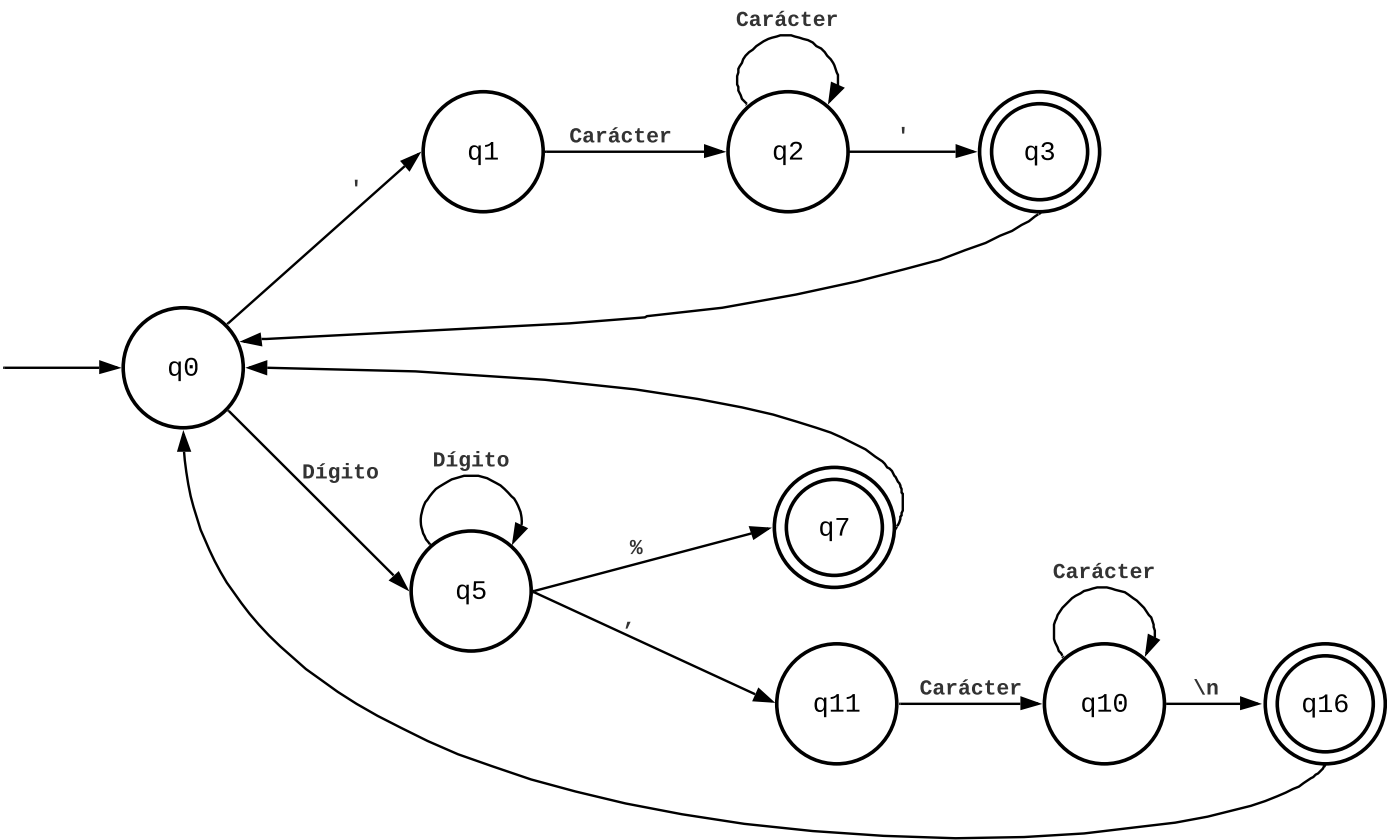 Carácter
'
q1
Carácter
q2
'
q3
q0
Dígito
Dígito
q5
%
q7
,
q11
Carácter
Carácter
q10
\n
q16